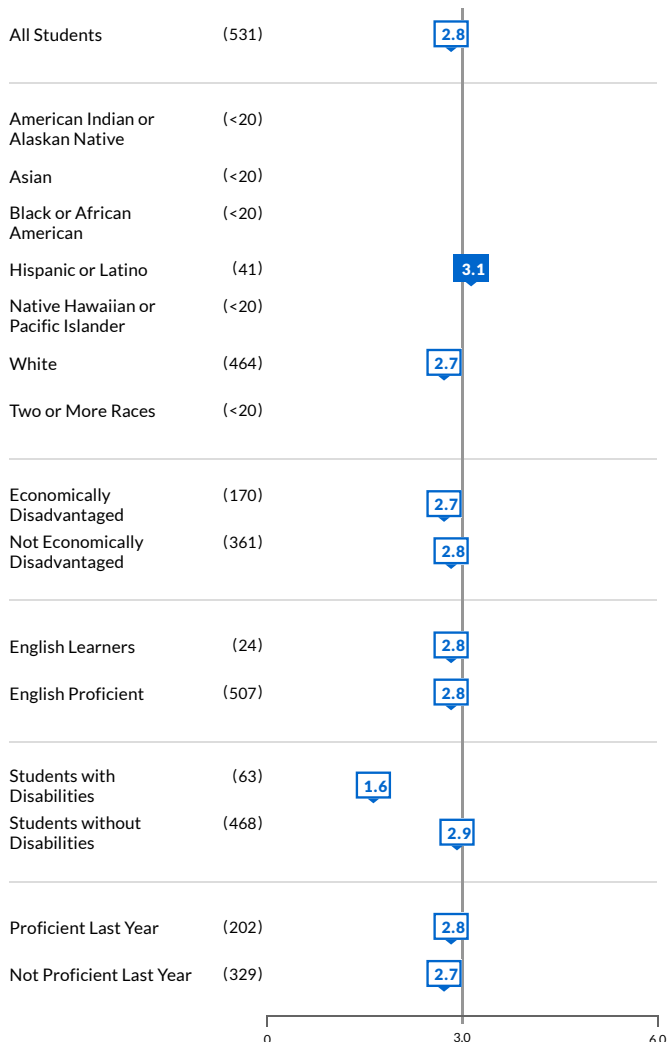 All Students (531) 2.8
American Indian or (<20)
Alaskan Native
Asian (<20)
Black or African (<20)
American
Hispanic or Latino (41) 3.1
Native Hawaiian or (<20)
Pacific Islander
White (464) 2.7
Two or More Races (<20)
Economically (170) 2.7
Disadvantaged
Not Economically (361) 2.8
Disadvantaged
English Learners (24) 2.8
English Proficient (507) 2.8
Students with (63) 1.6
Disabilities
Students without (468) 2.9
Disabilities
Proficient Last Year (202) 2.8
Not Proficient Last Year (329) 2.7
0 3.0 6.0